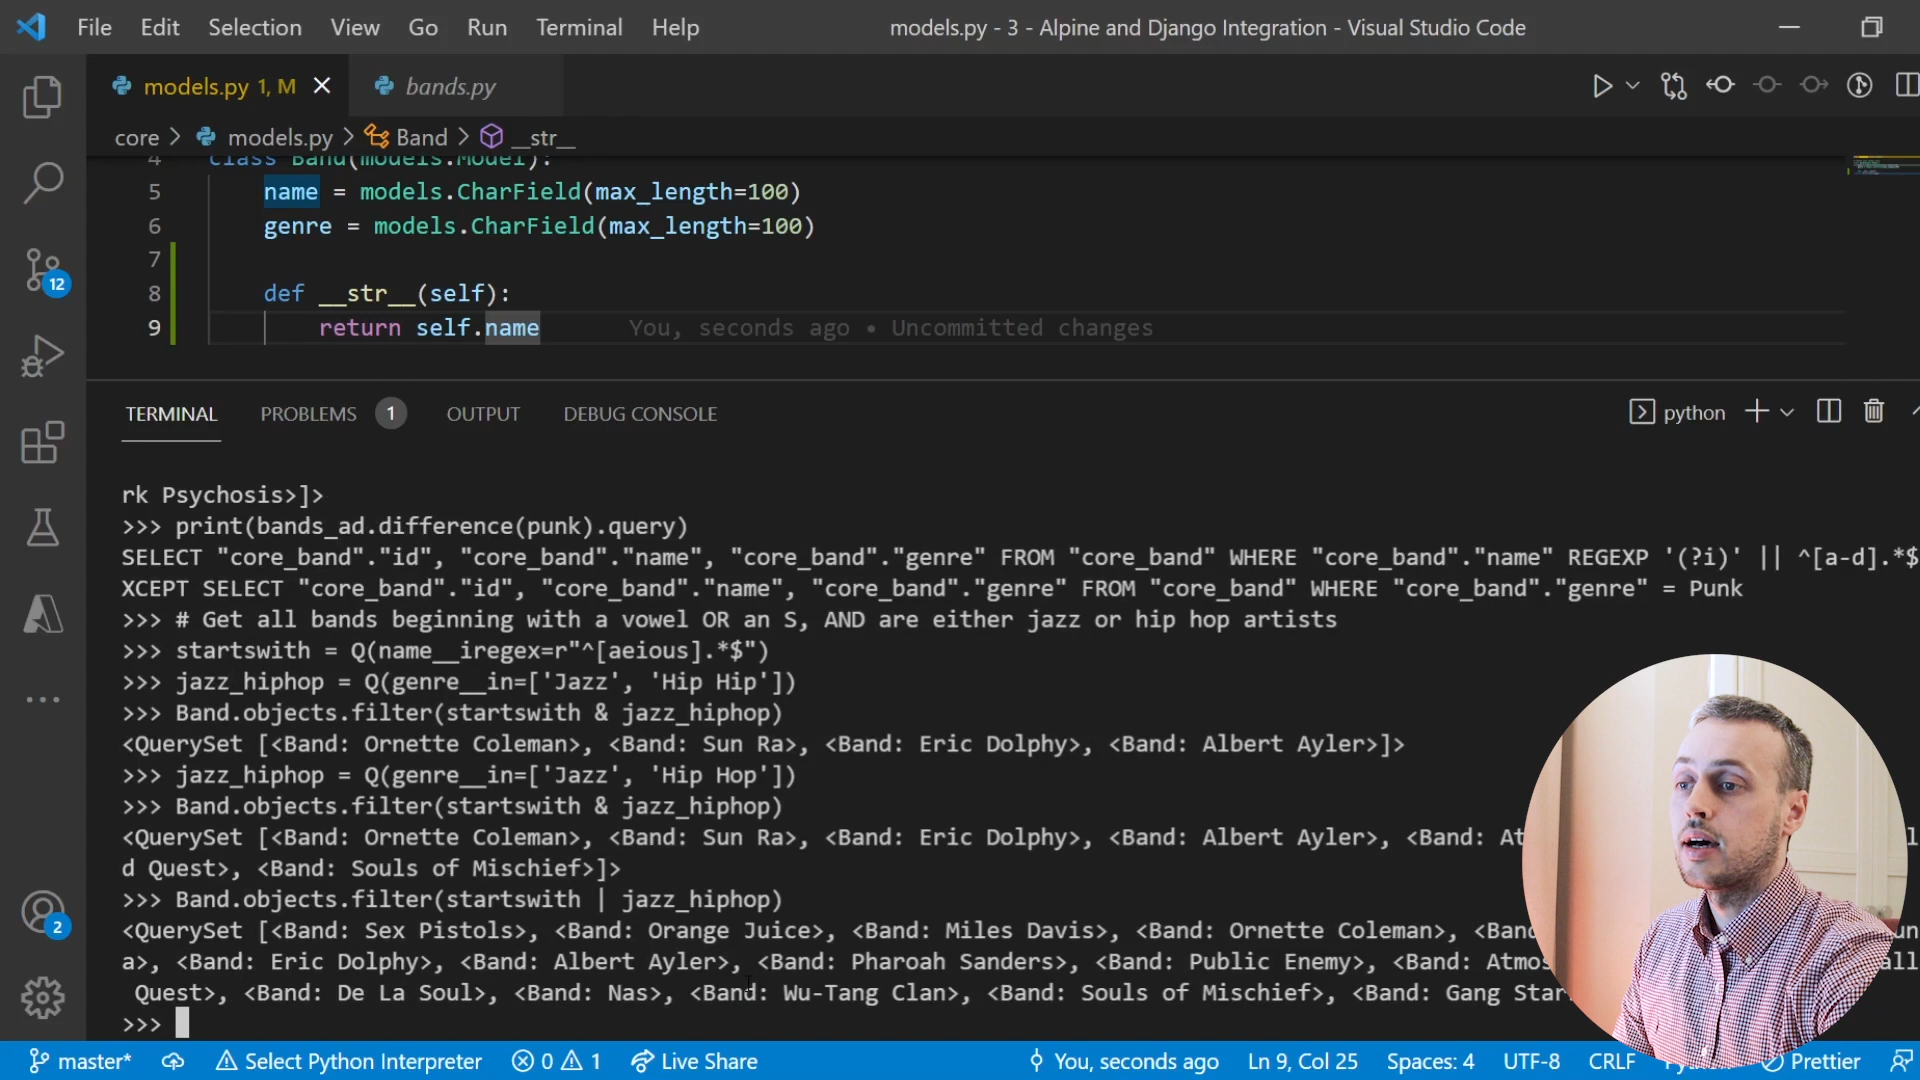 File Edit Selection View Go Run Terminal Help models.py - 3 - Alpine and Django Integration - Visual Studio Code
models.py 1, M bands.py
core > models.py > Band > __str__
4 class Band(models.Model):
5 name = models.CharField(max_length=100)
6 genre = models.CharField(max_length=100)
7
8 def __str__(self):
9 return self.name You, seconds ago • Uncommitted changes
12
TERMINAL PROBLEMS 1 OUTPUT DEBUG CONSOLE python
rk Psychosis>]>
>>> print(bands_ad.difference(punk).query)
SELECT "core_band"."id", "core_band"."name", "core_band"."genre" FROM "core_band" WHERE "core_band"."name" REGEXP '(?i)' || ^[a-d].*$
XCEPT SELECT "core_band"."id", "core_band"."name", "core_band"."genre" FROM "core_band" WHERE "core_band"."genre" = Punk
>>> # Get all bands beginning with a vowel OR an S, AND are either jazz or hip hop artists
>>> startswith = Q(name__iregex=r"^[aeious].*$")
>>> jazz_hiphop = Q(genre__in=['Jazz', 'Hip Hip'])
>>> Band.objects.filter(startswith & jazz_hiphop)
<QuerySet [<Band: Ornette Coleman>, <Band: Sun Ra>, <Band: Eric Dolphy>, <Band: Albert Ayler>]>
>>> jazz_hiphop = Q(genre__in=['Jazz', 'Hip Hop'])
>>> Band.objects.filter(startswith & jazz_hiphop)
<QuerySet [<Band: Ornette Coleman>, <Band: Sun Ra>, <Band: Eric Dolphy>, <Band: Albert Ayler>, <Band:
d Quest>, <Band: Souls of Mischief>]>
>>> Band.objects.filter(startswith | jazz_hiphop)
<QuerySet [<Band: Sex Pistols>, <Band: Orange Juice>, <Band: Miles Davis>, <Band: Ornette Coleman>, <Band
a>, <Band: Eric Dolphy>, <Band: Albert Ayler>, <Band: Pharoah Sanders>, <Band: Public Enemy>, <Band:
Quest>, <Band: De La Soul>, <Band: Nas>, <Band: Wu-Tang Clan>, <Band: Souls of Mischief>, <Band: Gang
>>>
2
master* Select Python Interpreter 0 1 Live Share You, seconds ago Ln 9, Col 25 Spaces: 4 UTF-8 CRLF Prettier